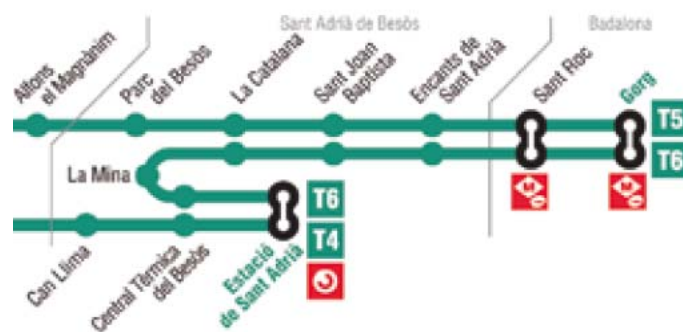 Sant Adrià de Besòs
Badalona
Alfons
el Magnànim
Parc
del Besòs
La Catalana
Sant Joan
Baptista
Encants de
Sant Adrià
Sant Roc
Gorg
T5
T6
La Mina
T6
T4
Can Llima
Central Tèrmica
del Besòs
Estació
de Sant Adrià
M
M